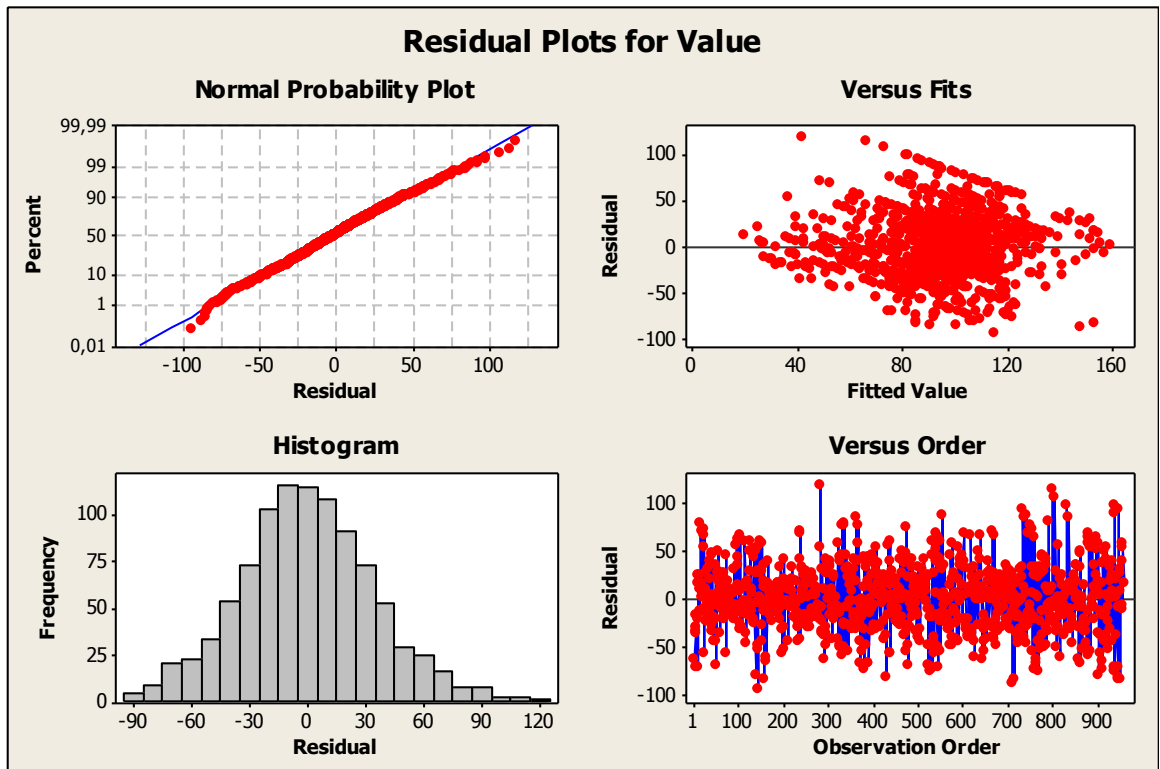 Residual Plots for Value
Normal Probability Plot
99,99
99
90
50
10
1
0,01
Percent
-100 -50 0 50 100
Residual
Versus Fits
100
50
0
-50
-100
Residual
0 40 80 120 160
Fitted Value
Histogram
100
75
50
25
0
Frequency
-90 -30 -60 0 30 60 90 120
Residual
Versus Order
100
50
0
-50
-100
Residual
1 100 200 300 400 500 600 700 800 900
Observation Order